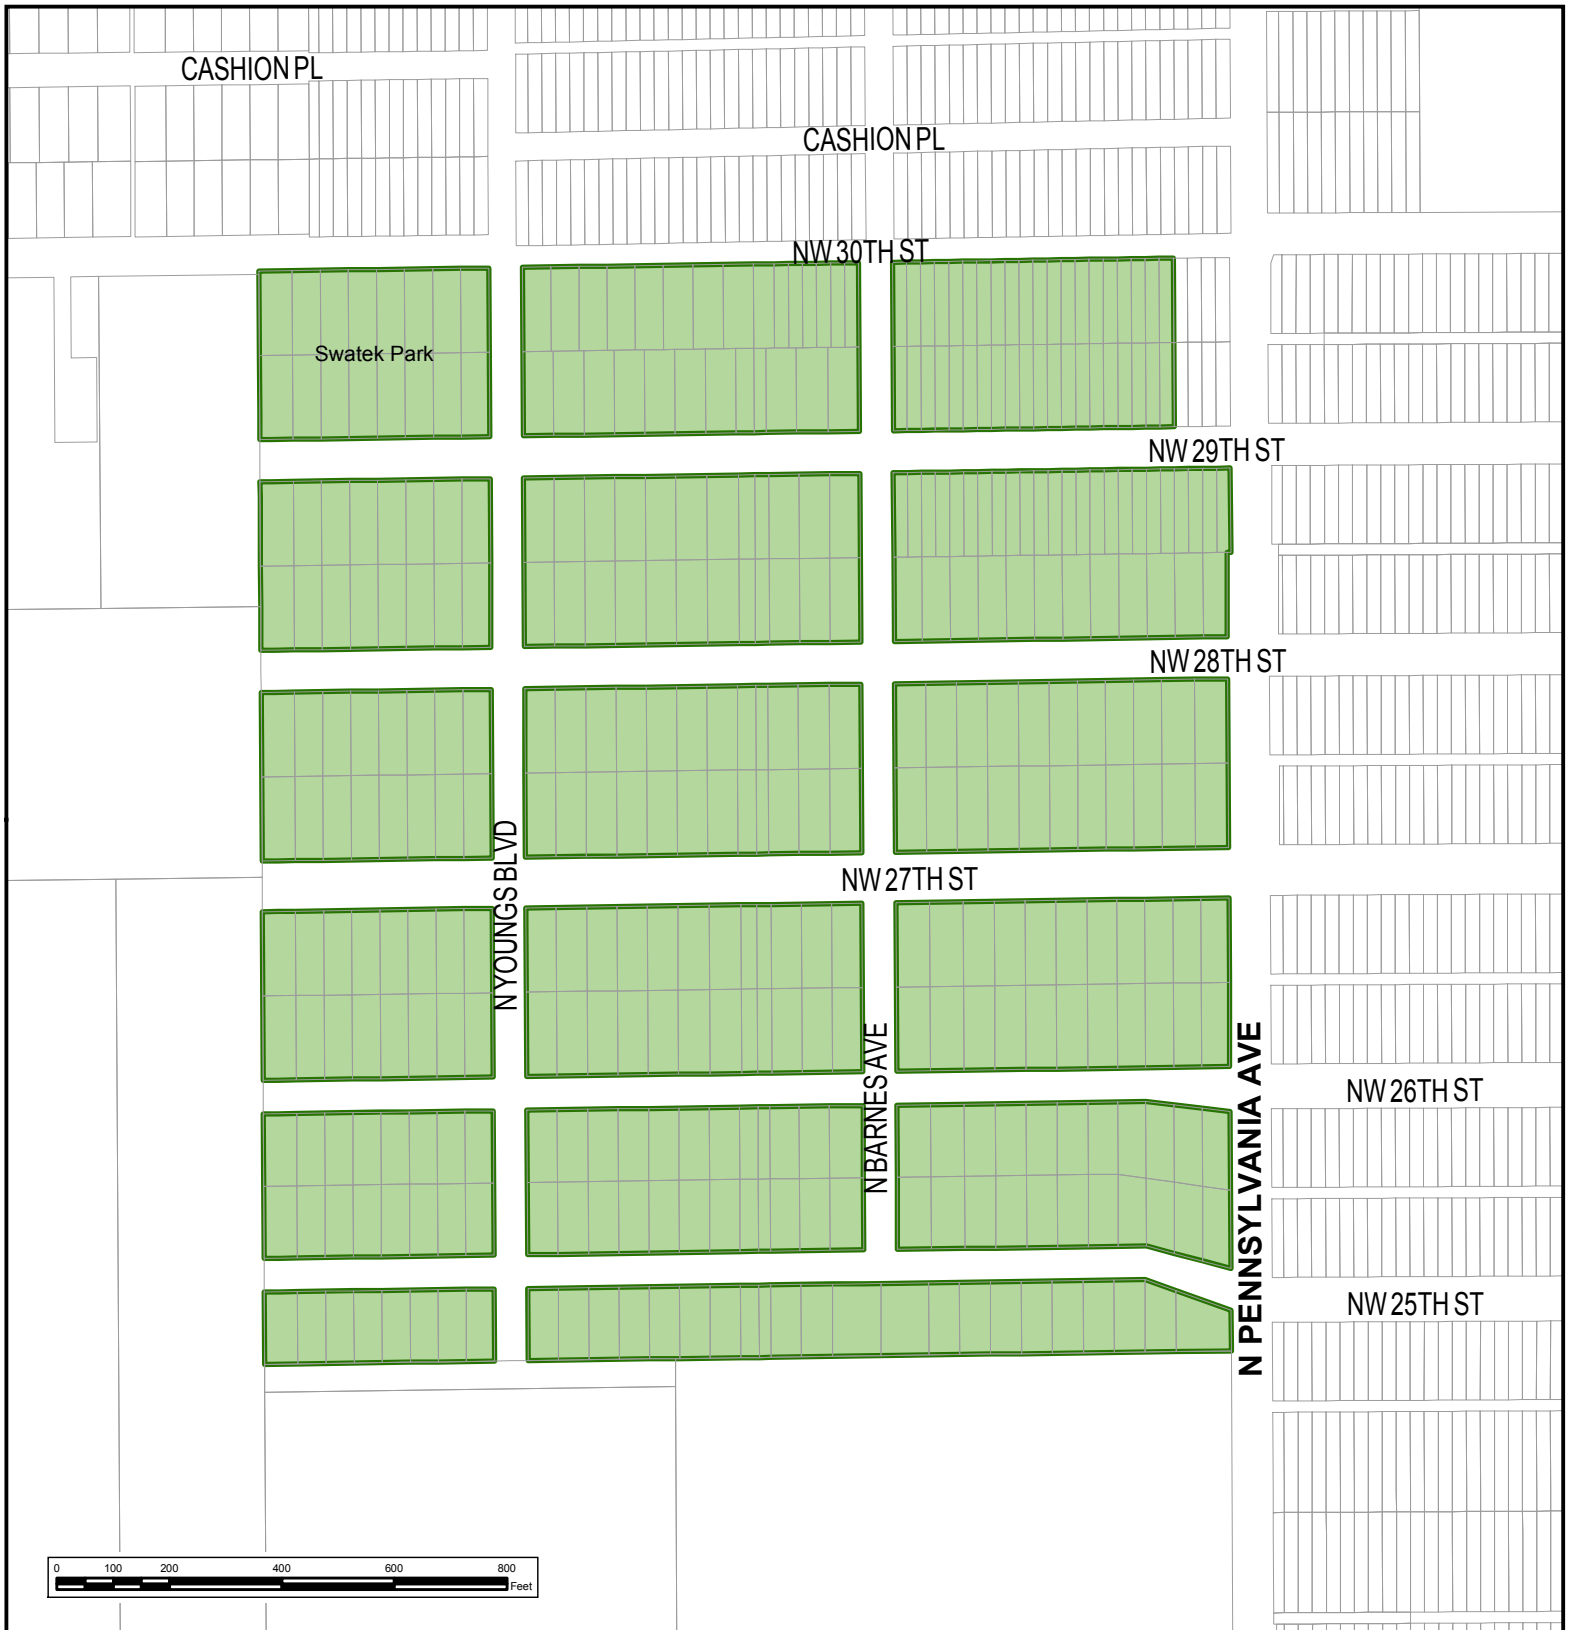 CASHION PL
CASHION PL
NW 30TH ST
Swatek Park
NW 29TH ST
NW 28TH ST
N YOUNGS BLVD
NW 27TH ST
N BARNES AVE
N PENNSYLVANIA AVE
NW 26TH ST
NW 25TH ST
0 100 200 400 600 800
Feet